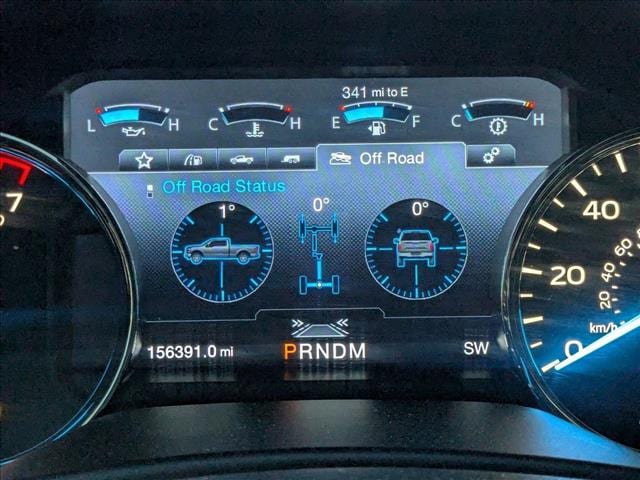 341 mi to E
L H C H E F C H
Off Road
Off Road Status
1° 0° 0°
7
40
20
0
60
40
20
km/h
156391.0 mi PRNDM SW